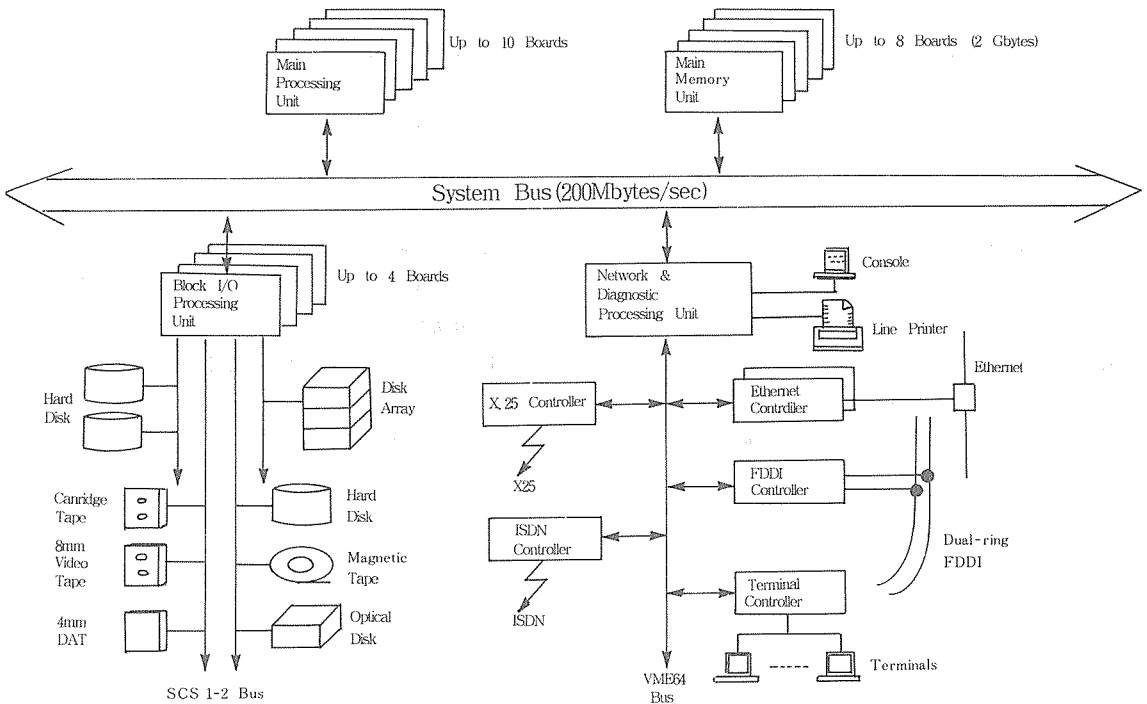 Main
Processing
Unit
Up to 10 Boards
Main
Memory
Unit
Up to 8 Boards (2 Gbytes)
System Bus (200Mbytes/sec)
Block I/O
Processing
Unit
Up to 4 Boards
Network &
Diagnostic
Processing Unit
Console
Line Printer
Hard
Disk
Disk
Array
X.25 Controller
X25
Ethernet
Contrdiler
Ethernet
Canridge
Tape
Hard
Disk
FDDI
Controller
8mm
Video
Tape
Magnetic
Tape
ISDN
Controller
ISDN
Dual-ring
FDDI
4mm
DAT
Optical
Disk
Terminal
Controller
Terminals
SCS 1-2 Bus
VME64
Bus